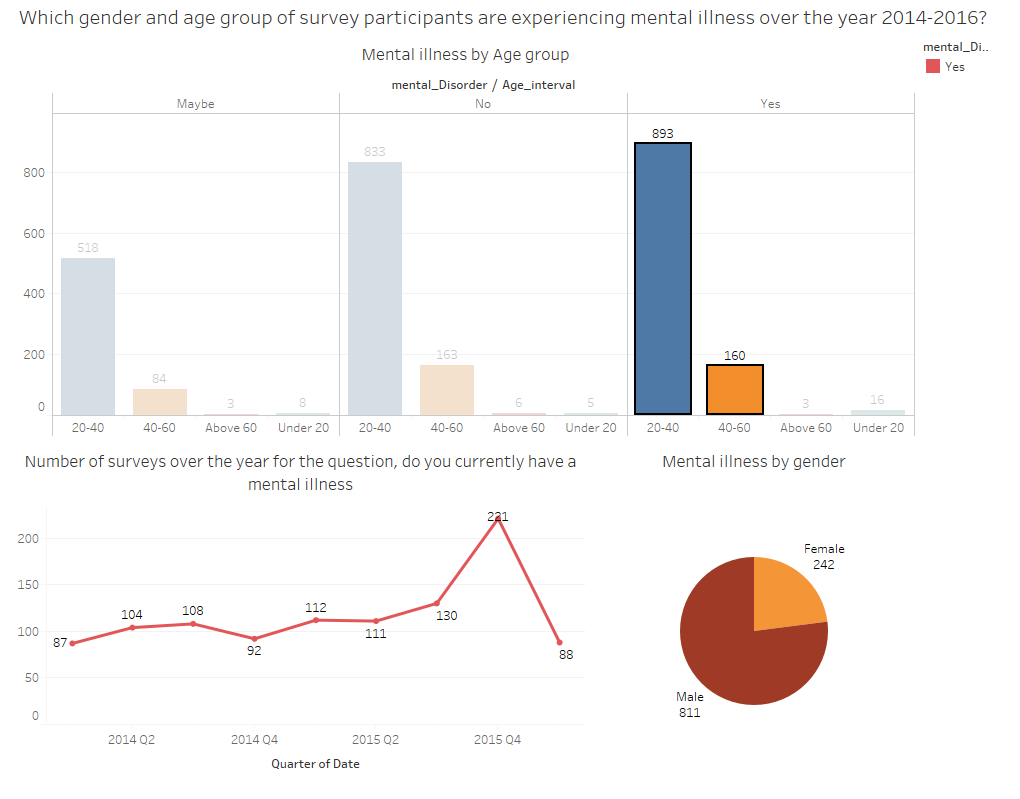 Which gender and age group of survey participants are experiencing mental illness over the year 2014-2016?
Mental illness by Age group
mental_Di..
Yes
mental_Disorder / Age_interval
Maybe
No
Yes
800
600
400
200
0
518
84
3
8
833
163
6
5
893
160
3
16
20-40
40-60
Above 60
Under 20
20-40
40-60
Above 60
Under 20
20-40
40-60
Above 60
Under 20
Number of surveys over the year for the question, do you currently have a
mental illness
200
150
100
50
0
87
104
108
92
112
111
130
221
88
2014 Q2
2014 Q4
2015 Q2
2015 Q4
Quarter of Date
Mental illness by gender
Female
242
Male
811